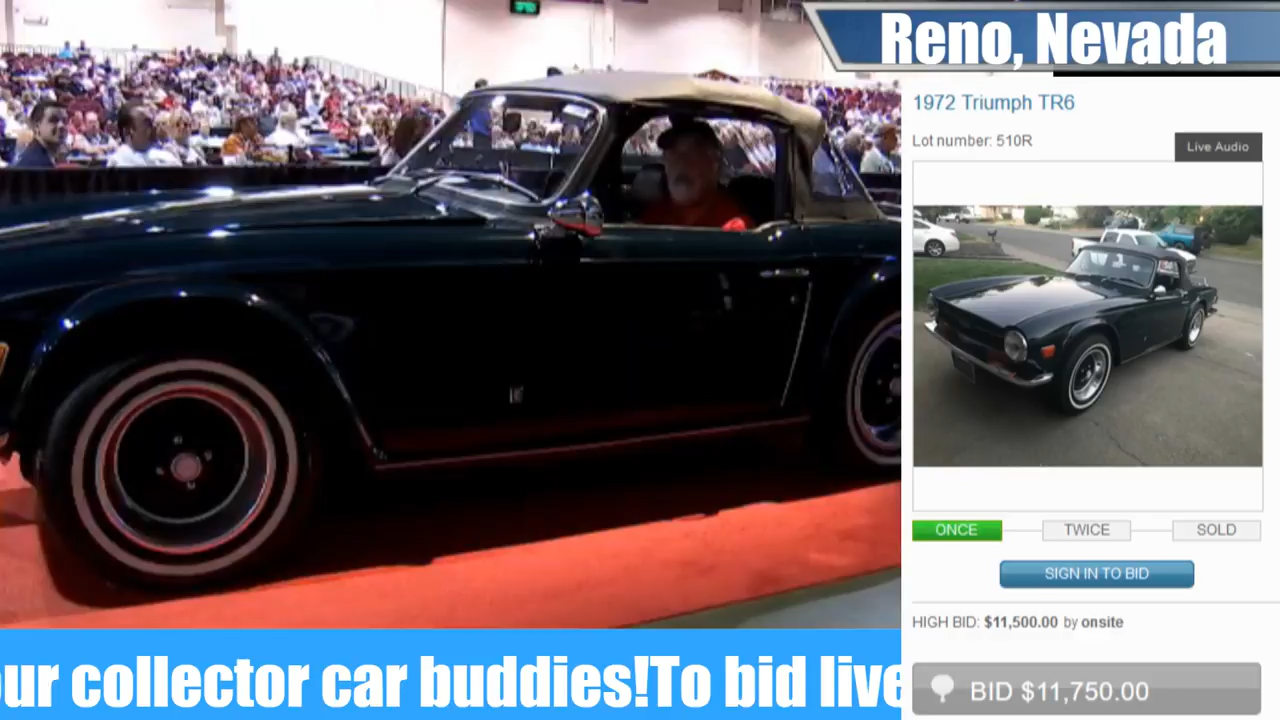 Reno, Nevada
1972 Triumph TR6
Lot number: 510R
Live Audio
ONCE
TWICE
SOLD
SIGN IN TO BID
HIGH BID: $11,500.00 by onsite
BID $11,750.00
our collector car buddies!To bid live